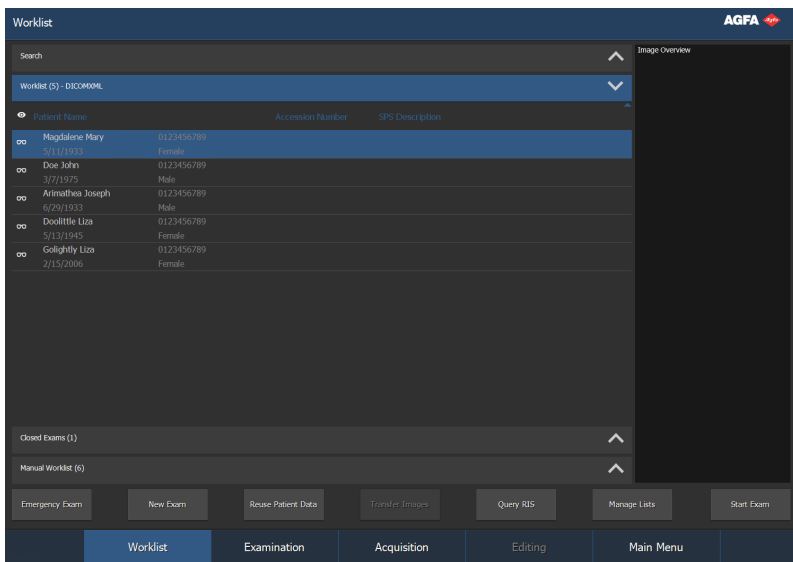 Worklist
AGFA
Search
Image Overview
Worklist (5) - DICOMXML
Patient Name Accession Number SPS Description
Magdalene Mary 0123456789
5/11/1933 Female
Doe John 0123456789
3/7/1975 Male
Arimathea Joseph 0123456789
6/29/1933 Male
Doolittle Liza 0123456789
5/13/1945 Female
Golightly Liza 0123456789
2/15/2006 Female
Closed Exams (1)
Manual Worklist (6)
Emergency Exam New Exam Reuse Patient Data Transfer Images Query RIS Manage Lists Start Exam
Worklist Examination Acquisition Editing Main Menu